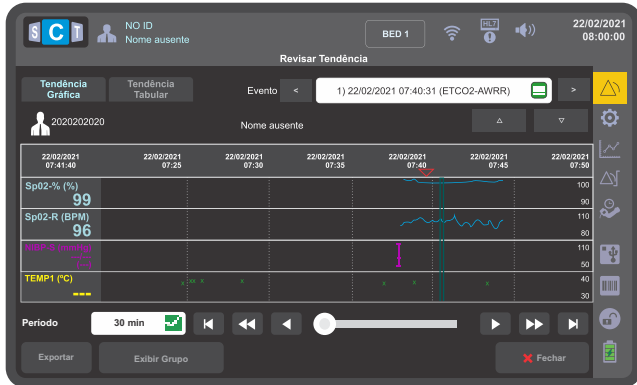 SCT
NO ID
Nome ausente
BED 1
HL7
22/02/2021
08:00:00
Revisar Tendência
Tendência
Gráfica
Tendência
Tabular
Evento
<
1) 22/02/2021 07:40:31 (ETCO2-AWRR)
>
2020202020
Nome ausente
22/02/2021
07:41:40
22/02/2021
07:25
22/02/2021
07:30
22/02/2021
07:35
22/02/2021
07:40
22/02/2021
07:45
22/02/2021
07:50
Sp02-% (%)
99
100
90
Sp02-R (BPM)
96
110
80
110
50
TEMP1 (ºC)
---
40
30
Periodo
30 min
Exportar
Exibir Grupo
Fechar